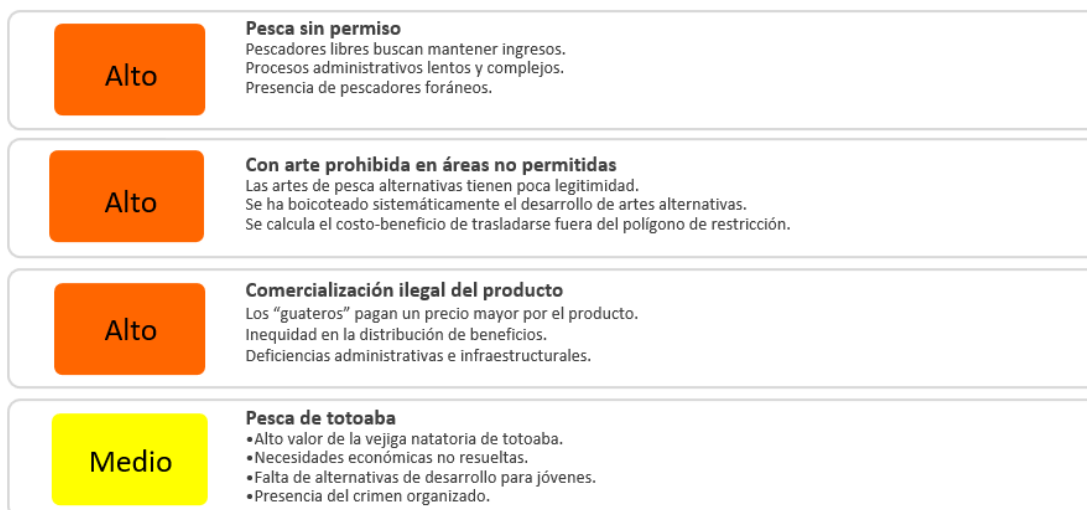 Alto
Pesca sin permiso
Pescadores libres buscan mantener ingresos.
Procesos administrativos lentos y complejos.
Presencia de pescadores foráneos.
Alto
Con arte prohibida en áreas no permitidas
Las artes de pesca alternativas tienen poca legitimidad.
Se ha boicoteado sistemáticamente el desarrollo de artes alternativas.
Se calcula el costo-beneficio de trasladarse fuera del polígono de restricción.
Alto
Comercialización ilegal del producto
Los “guateros” pagan un precio mayor por el producto.
Inequidad en la distribución de beneficios.
Deficiencias administrativas e infraestructurales.
Medio
Pesca de totoaba
•Alto valor de la vejiga natatoria de totoaba.
•Necesidades económicas no resueltas.
•Falta de alternativas de desarrollo para jóvenes.
•Presencia del crimen organizado.